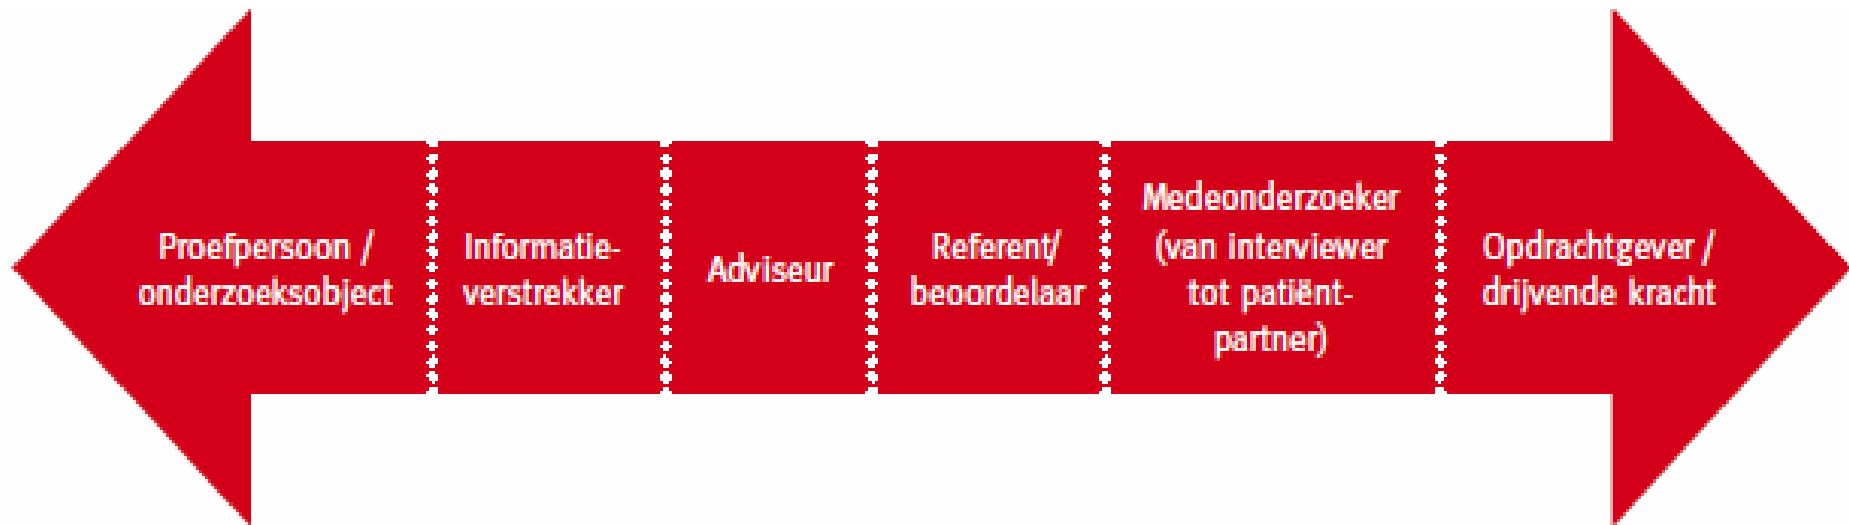 Proefpersoon /
onderzoeksobject
Informatie-
verstrekker
Adviseur
Referent/
beoordelaar
Medeonderzoeker
(van interviewer
tot patiënt-
partner)
Opdrachtgever /
drijvende kracht